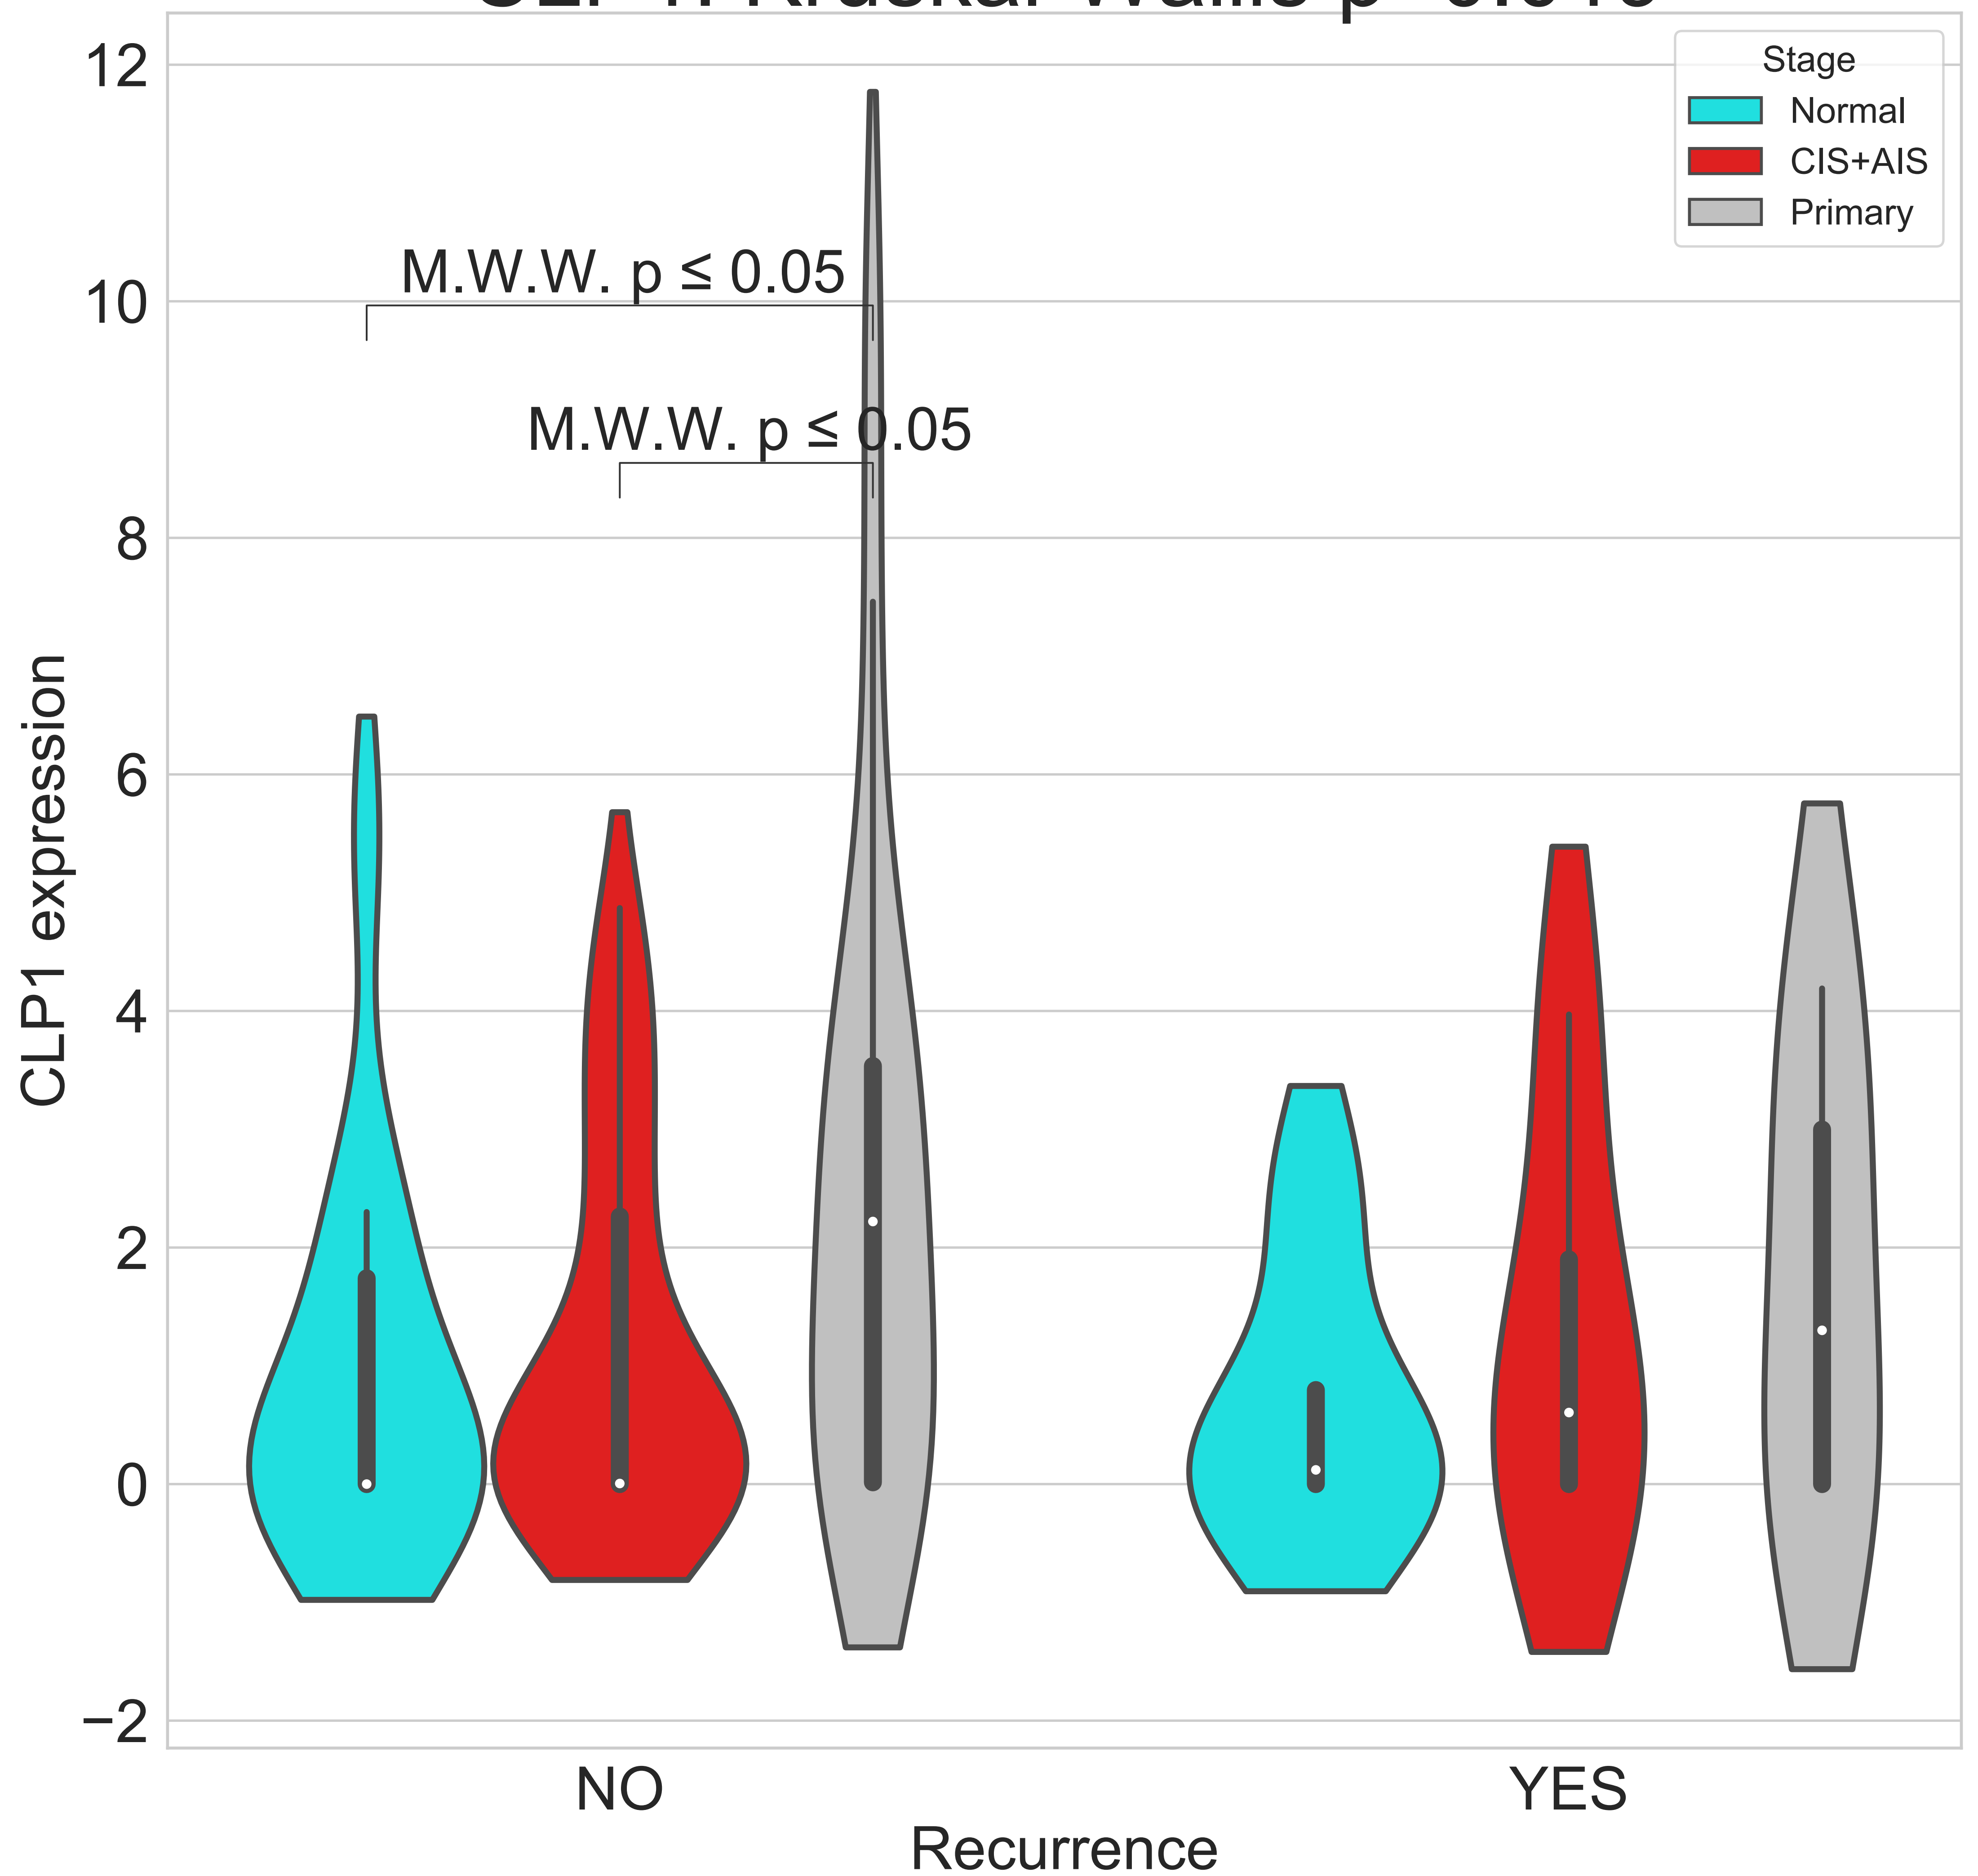 12
10
8
6
4
2
0
−2
CLP1 expression
M.W.W. p ≤ 0.05
M.W.W. p ≤ 0.05
Stage
Normal
CIS+AIS
Primary
NO
YES
Recurrence